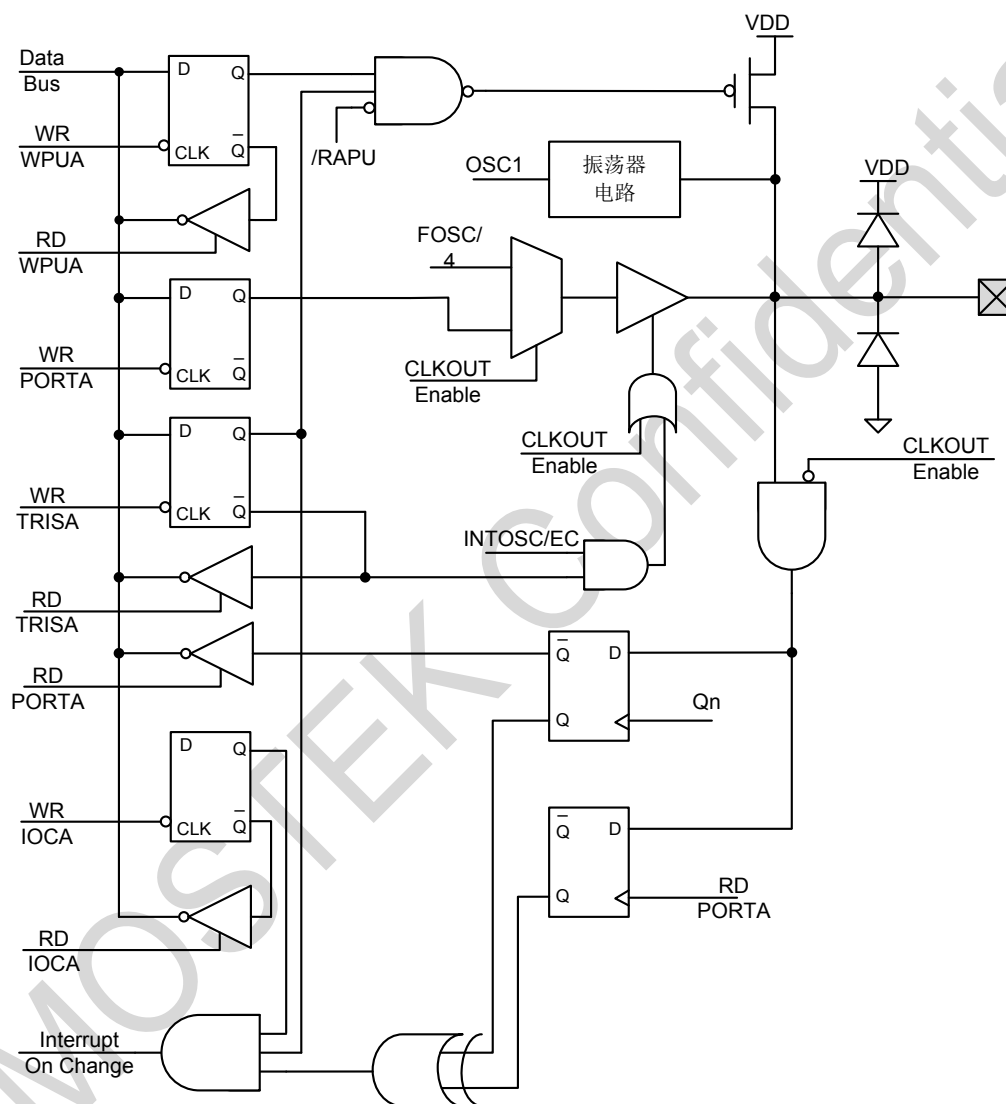 VDD
Data
Bus
D
Q
WR
WPUA
CLK
Q
/RAPU
OSC1
振荡器
电路
VDD
RD
WPUA
FOSC/
4
D
Q
WR
PORTA
CLK
Q
CLKOUT
Enable
D
Q
CLKOUT
Enable
CLKOUT
Enable
WR
TRISA
CLK
Q
INTOSC/EC
RD
TRISA
Q
D
RD
PORTA
Q
Qn
D
Q
WR
IOCA
CLK
Q
Q
D
Q
RD
PORTA
RD
IOCA
Interrupt
On Change
MOSTEK Confidential